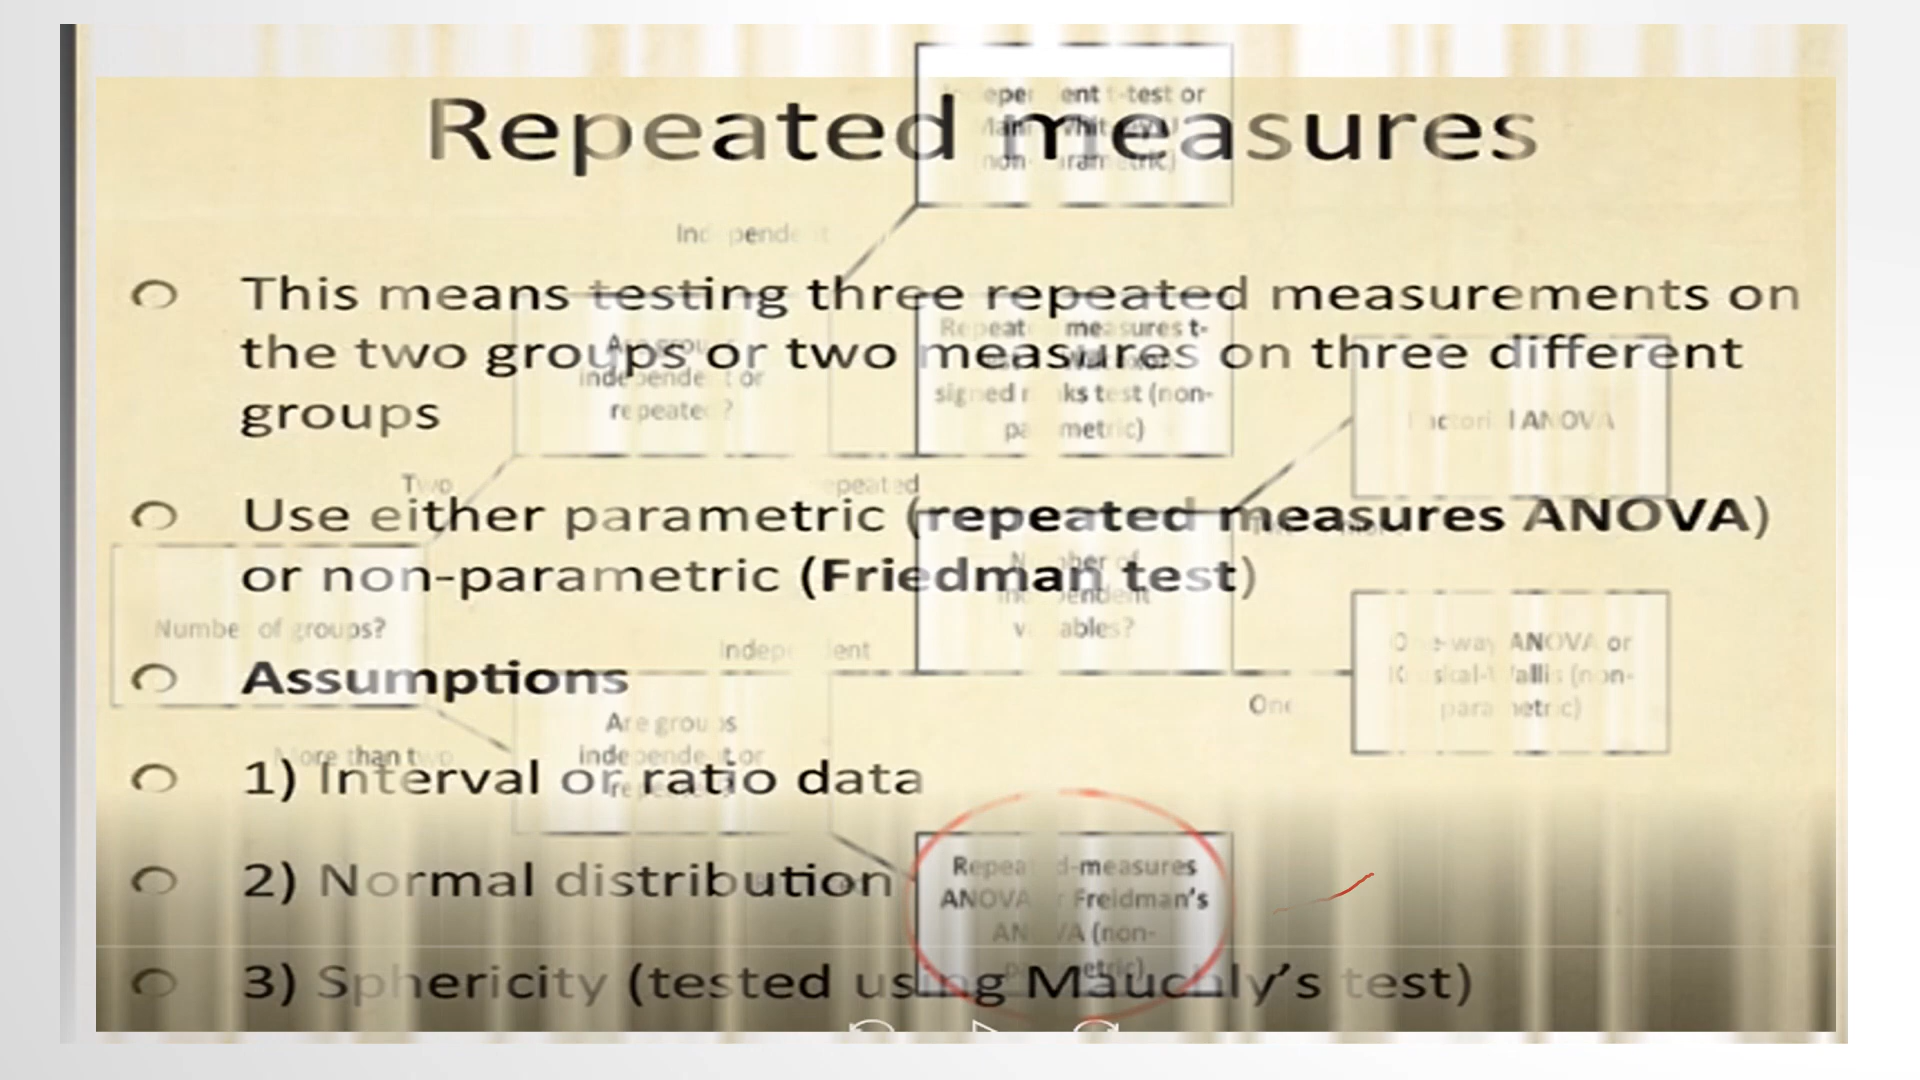 Repeated measures
This means testing three repeated measurements on
the two groups or two measures on three different
groups
Use either parametric (repeated measures ANOVA)
or non-parametric (Friedman test)
Assumptions
1) Interval or ratio data
2) Normal distribution
3) Sphericity (tested using Mauchly's test)
Independent
Are groups
independent or
repeated?
Two
Number of groups?
More than two
Independent
Are groups
independent or
t-test or
Repeated measures t-
signed ranks test (non-
parametric)
Number of
independent
variables?
Factorial ANOVA
One
One-way ANOVA or
Kruskal-Wallis (non-
parametric)
Repeated-measures
ANOVA or Freidman's
ANOVA (non-
parametric)